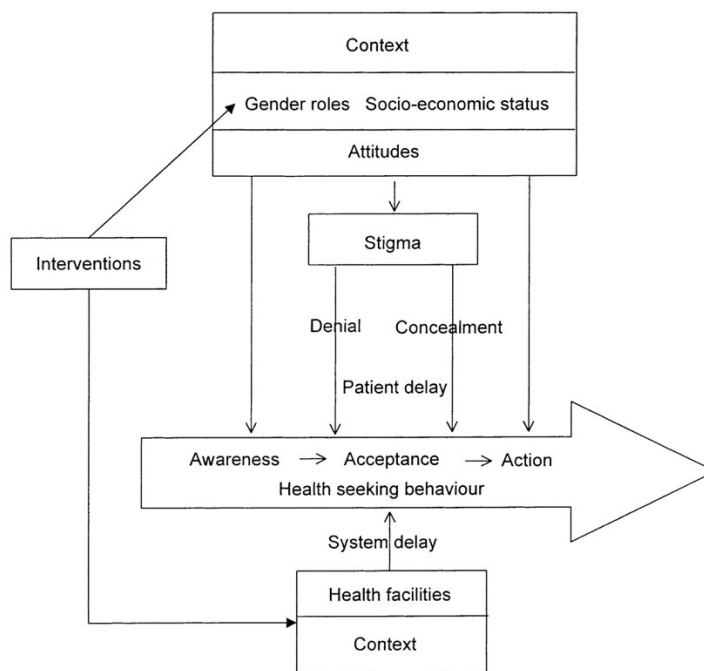 Context
Gender roles Socio-economic status
Attitudes
Stigma
Interventions
Denial Concealment
Patient delay
Awareness Acceptance Action
Health seeking behaviour
System delay
Health facilities
Context